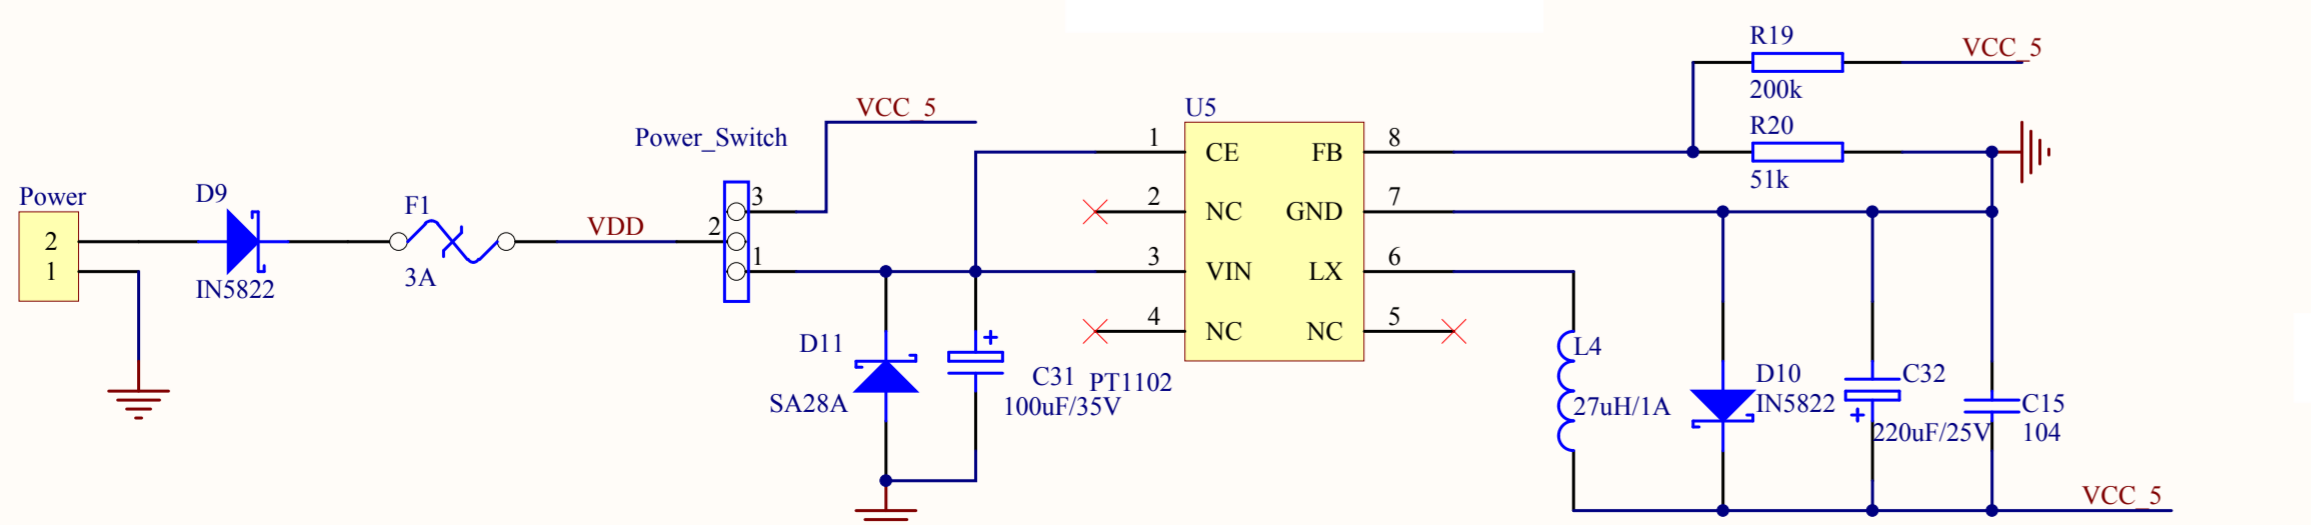 R19
VCC_5
200k
R20
51k
U5
VCC_5
Power_Switch
1
CE
FB
8
2
NC
GND
7
3
VIN
LX
6
4
NC
NC
5
PT1102
Power
2
1
D9
IN5822
F1
3A
VDD
3
2
1
D11
SA28A
C31
100uF/35V
L4
27uH/1A
D10
IN5822
C32
220uF/25V
C15
104
VCC_5